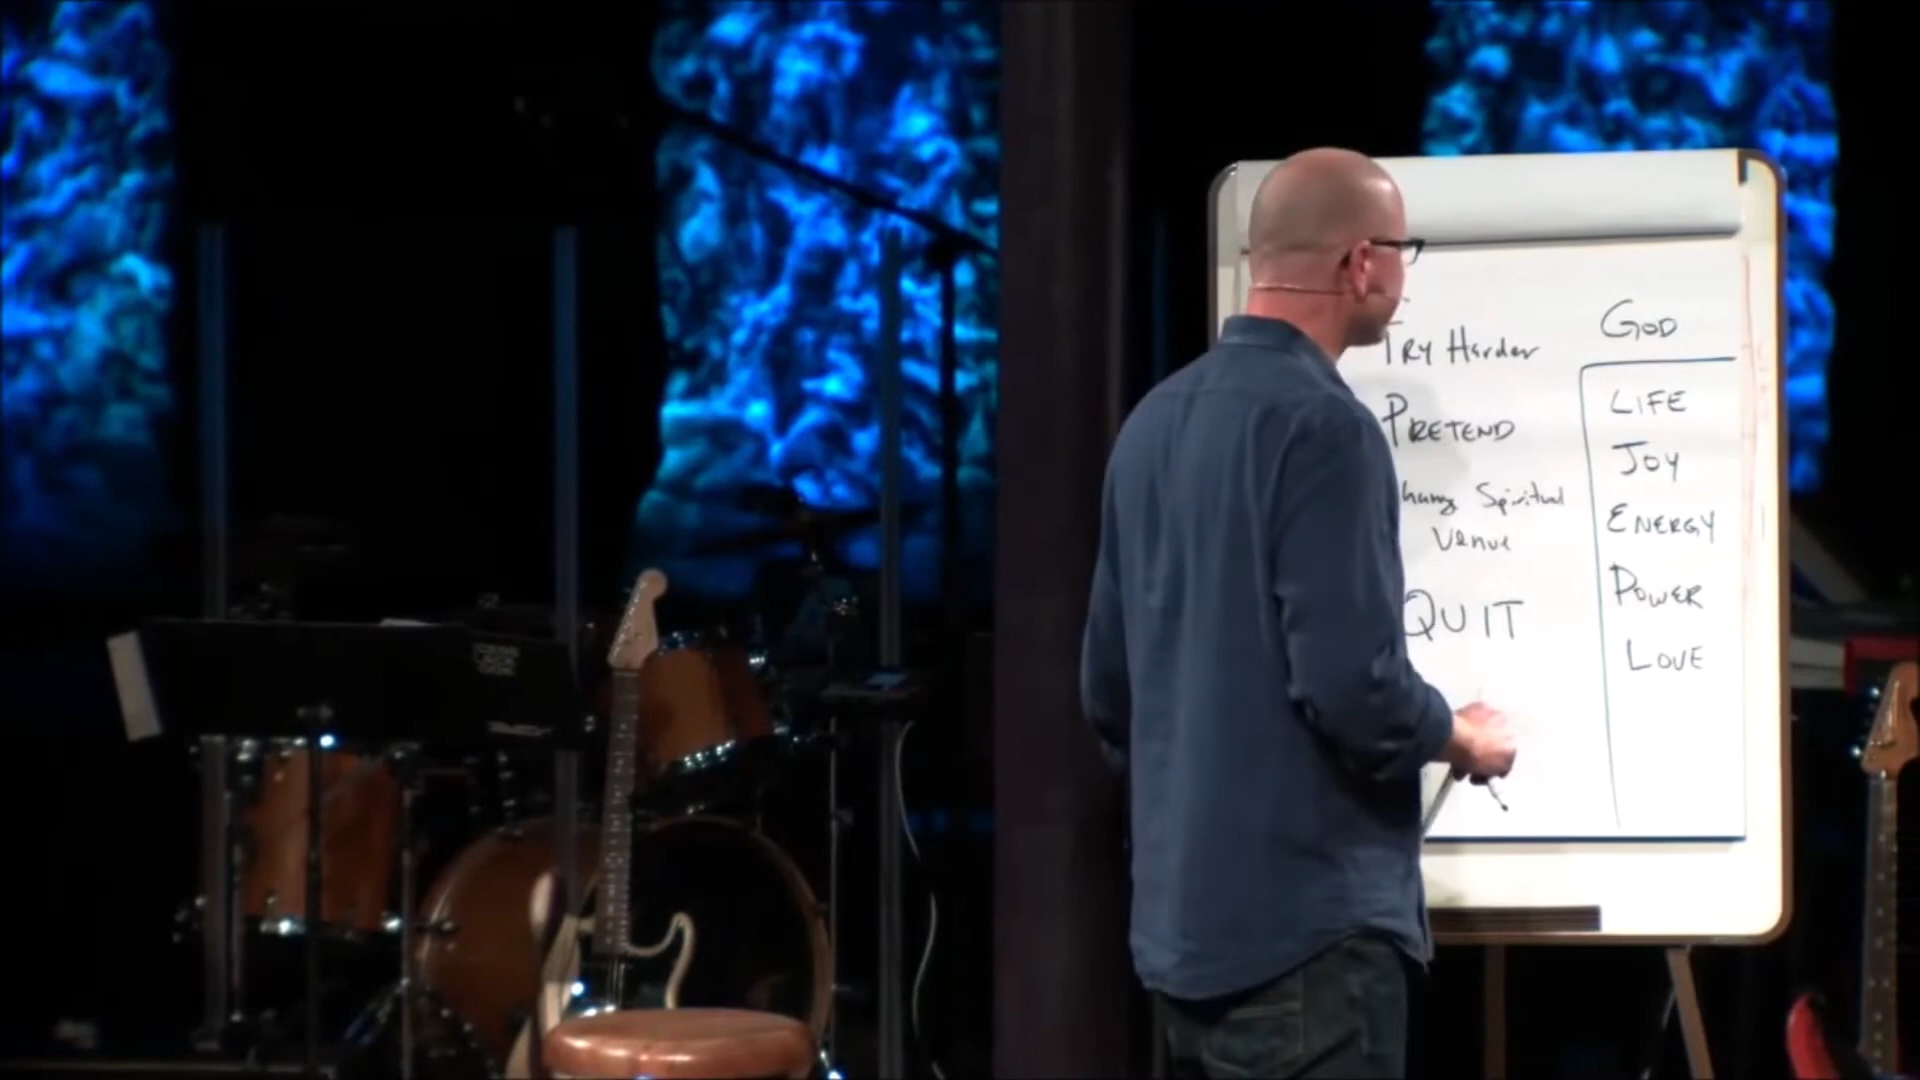 Try Harder
Pretend
Spiritual
Venue
QUIT
GOD
LIFE
JOY
ENERGY
POWER
LOVE